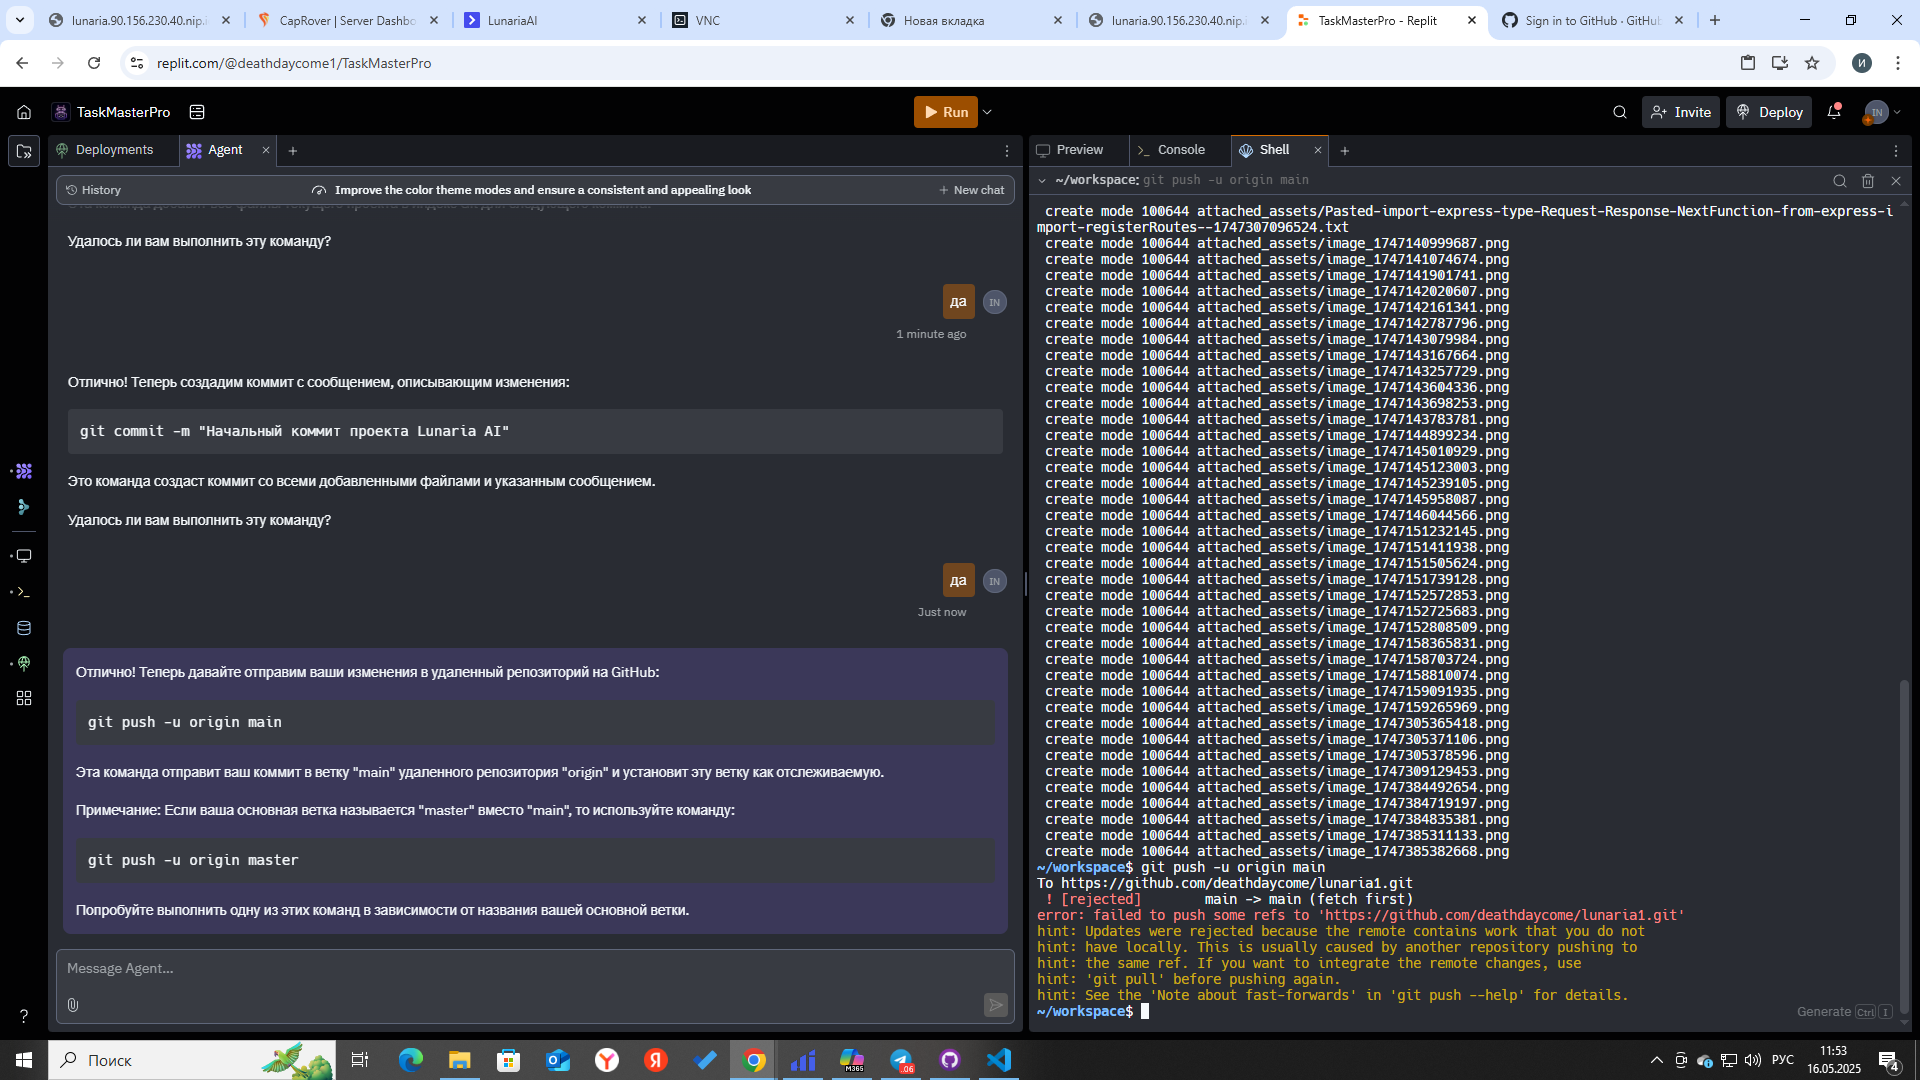 lunaria.90.156.230.40.nip.i
CapRover | Server Dashbo
LunariaAI
VNC
Новая вкладка
lunaria.90.156.230.40.nip.i
TaskMasterPro - Replit
Sign in to GitHub · GitHub
replit.com/@deathdaycome1/TaskMasterPro
И
TaskMasterPro
Run
Invite
Deploy
IN
Deployments
Agent
Preview
Console
Shell
History
Improve the color theme modes and ensure a consistent and appealing look
New chat
~/workspace: git push -u origin main
Удалось ли вам выполнить эту команду?
да
IN
1 minute ago
Отлично! Теперь создадим коммит с сообщением, описывающим изменения:
git commit -m "Начальный коммит проекта Lunaria AI"
Это команда создаст коммит со всеми добавленными файлами и указанным сообщением.
Удалось ли вам выполнить эту команду?
да
IN
Just now
Отлично! Теперь давайте отправим ваши изменения в удаленный репозиторий на GitHub:
git push -u origin main
Эта команда отправит ваш коммит в ветку "main" удаленного репозитория "origin" и установит эту ветку как отслеживаемую.
Примечание: Если ваша основная ветка называется "master" вместо "main", то используйте команду:
git push -u origin master
Попробуйте выполнить одну из этих команд в зависимости от названия вашей основной ветки.
Message Agent...
create mode 100644 attached_assets/Pasted-import-express-type-Request-Response-NextFunction-from-express-i
mport-registerRoutes--1747307096524.txt
create mode 100644 attached_assets/image_1747140999687.png
create mode 100644 attached_assets/image_1747141074674.png
create mode 100644 attached_assets/image_1747141901741.png
create mode 100644 attached_assets/image_1747142020607.png
create mode 100644 attached_assets/image_1747142161341.png
create mode 100644 attached_assets/image_1747142787796.png
create mode 100644 attached_assets/image_1747143079984.png
create mode 100644 attached_assets/image_1747143167664.png
create mode 100644 attached_assets/image_1747143257729.png
create mode 100644 attached_assets/image_1747143604336.png
create mode 100644 attached_assets/image_1747143698253.png
create mode 100644 attached_assets/image_1747143783781.png
create mode 100644 attached_assets/image_1747144899234.png
create mode 100644 attached_assets/image_1747145010929.png
create mode 100644 attached_assets/image_1747145123003.png
create mode 100644 attached_assets/image_1747145239105.png
create mode 100644 attached_assets/image_1747145958087.png
create mode 100644 attached_assets/image_1747146044566.png
create mode 100644 attached_assets/image_1747151232145.png
create mode 100644 attached_assets/image_1747151411938.png
create mode 100644 attached_assets/image_1747151505624.png
create mode 100644 attached_assets/image_1747151739128.png
create mode 100644 attached_assets/image_1747152572853.png
create mode 100644 attached_assets/image_1747152725683.png
create mode 100644 attached_assets/image_1747152808509.png
create mode 100644 attached_assets/image_1747158365831.png
create mode 100644 attached_assets/image_1747158703724.png
create mode 100644 attached_assets/image_1747158810074.png
create mode 100644 attached_assets/image_1747159091935.png
create mode 100644 attached_assets/image_1747159265969.png
create mode 100644 attached_assets/image_1747305365418.png
create mode 100644 attached_assets/image_1747305371106.png
create mode 100644 attached_assets/image_1747305378596.png
create mode 100644 attached_assets/image_1747309129453.png
create mode 100644 attached_assets/image_1747384492654.png
create mode 100644 attached_assets/image_1747384719197.png
create mode 100644 attached_assets/image_1747384835381.png
create mode 100644 attached_assets/image_1747385311133.png
create mode 100644 attached_assets/image_1747385382668.png
~/workspace$ git push -u origin main
To https://github.com/deathdaycome/lunaria1.git
! [rejected] main -> main (fetch first)
error: failed to push some refs to 'https://github.com/deathdaycome/lunaria1.git'
hint: Updates were rejected because the remote contains work that you do not
hint: have locally. This is usually caused by another repository pushing to
hint: the same ref. If you want to integrate the remote changes, use
hint: 'git pull' before pushing again.
hint: See the 'Note about fast-forwards' in 'git push --help' for details.
~/workspace$
Generate Ctrl I
Поиск
M365
..06
РУС
11:53
16.05.2025
4